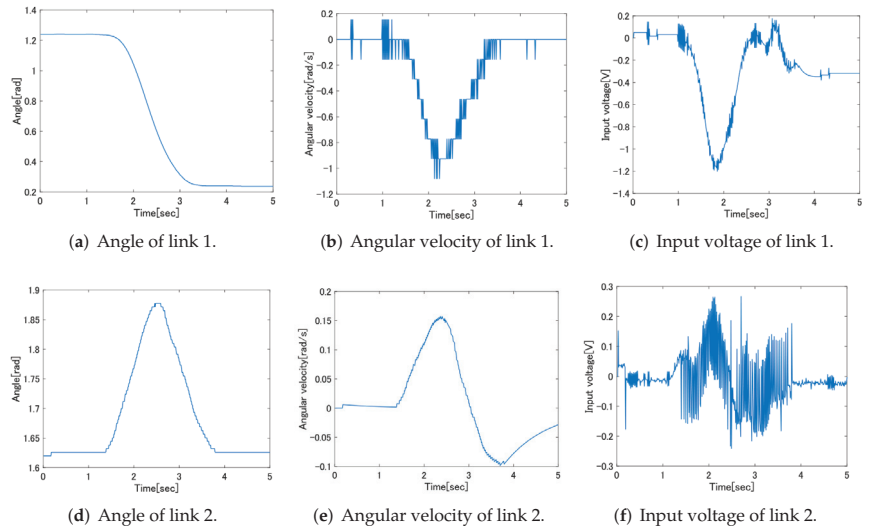 1.4
1.2
1
0.8
0.6
0.4
0.2
Angle[rad]
0 1 2 3 4 5
Time[sec]
(a) Angle of link 1.
0.2
0
-0.2
-0.4
-0.6
-0.8
-1
-1.2
Angular velocity[rad/s]
0 1 2 3 4 5
Time[sec]
(b) Angular velocity of link 1.
0.2
0
-0.2
-0.4
-0.6
-0.8
-1
-1.2
-1.4
Input voltage[V]
0 1 2 3 4 5
Time[sec]
(c) Input voltage of link 1.
1.9
1.85
1.8
1.75
1.7
1.65
1.6
Angle[rad]
0 1 2 3 4 5
Time[sec]
(d) Angle of link 2.
0.2
0.15
0.1
0.05
0
-0.05
-0.1
Angular velocity[rad/s]
0 1 2 3 4 5
Time[sec]
(e) Angular velocity of link 2.
0.3
0.2
0.1
0
-0.1
-0.2
-0.3
Input voltage[V]
0 1 2 3 4 5
Time[sec]
(f) Input voltage of link 2.